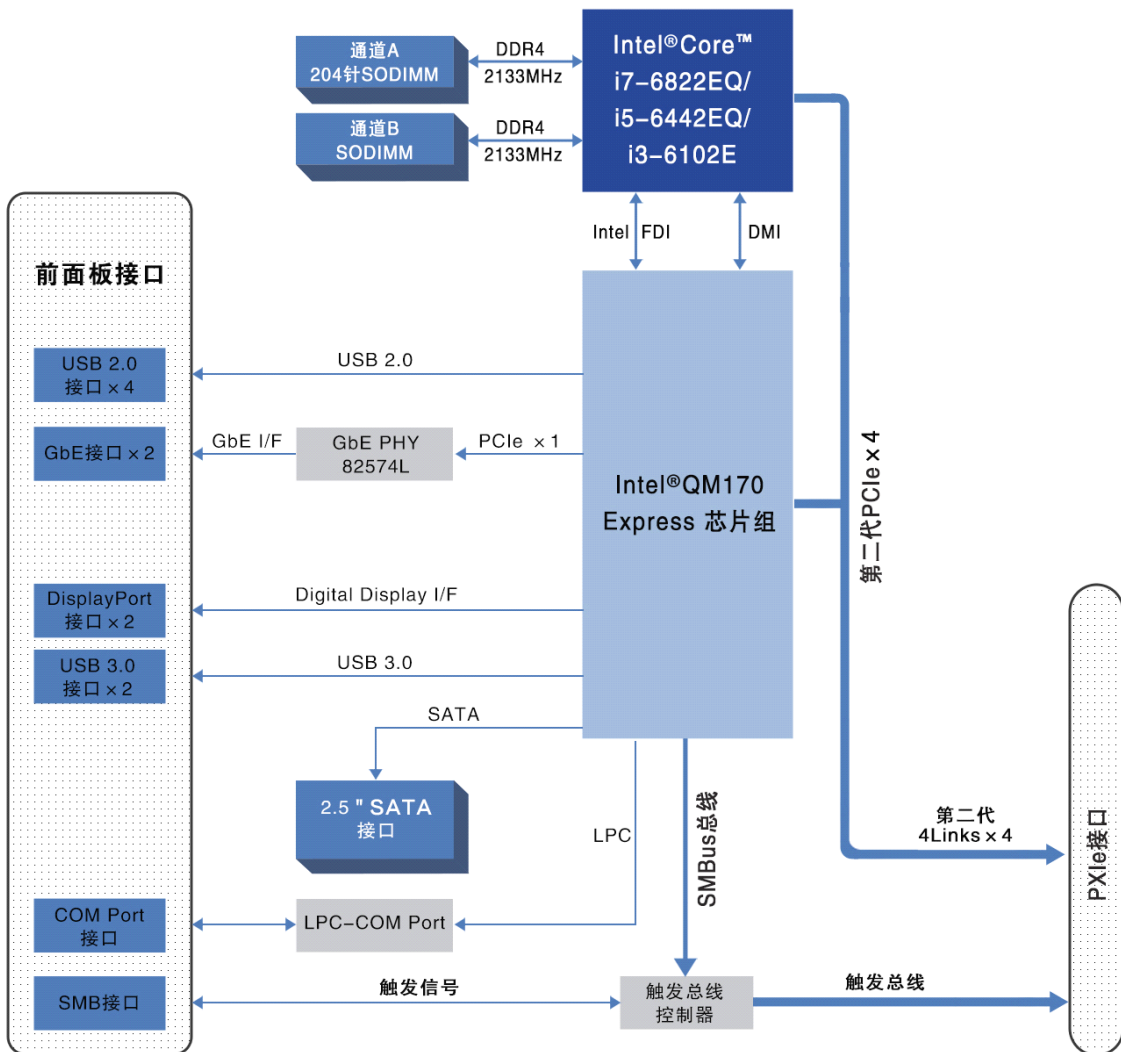 通道A
204针SODIMM
DDR4
2133MHz
通道B
SODIMM
DDR4
2133MHz
Intel®Core™
i7-6822EQ/
i5-6442EQ/
i3-6102E
Intel FDI
DMI
前面板接口
USB 2.0
接口×4
USB 2.0
GbE接口×2
GbE I/F
GbE PHY
82574L
PCIe ×1
Intel®QM170
Express 芯片组
第二代PCIe×4
DisplayPort
接口×2
Digital Display I/F
USB 3.0
接口×2
USB 3.0
SATA
2.5"SATA
接口
LPC
SMBus总线
第二代
4Links×4
PXIe接口
COM Port
接口
LPC-COM Port
SMB接口
触发信号
触发总线
控制器
触发总线